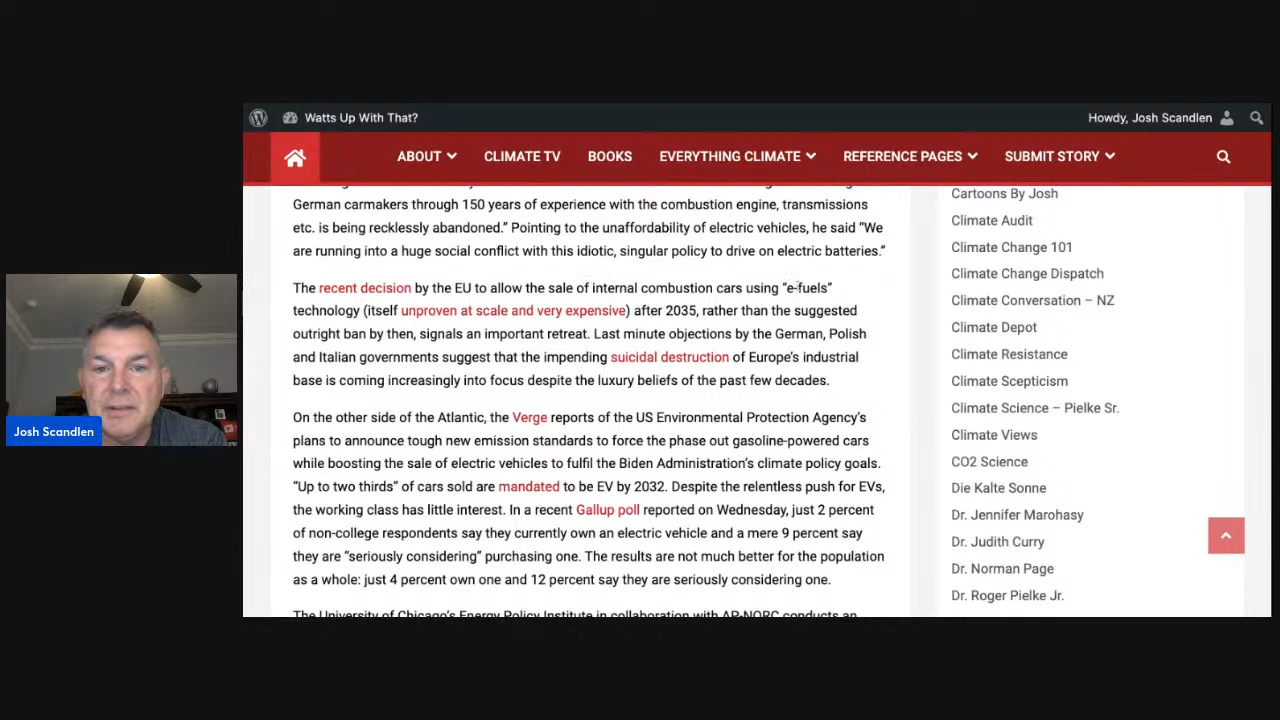 Watts Up With That?
Howdy, Josh Scandlen
ABOUT
CLIMATE TV
BOOKS
EVERYTHING CLIMATE
REFERENCE PAGES
SUBMIT STORY
German carmakers through 150 years of experience with the combustion engine, transmissions
etc. is being recklessly abandoned.” Pointing to the unaffordability of electric vehicles, he said “We
are running into a huge social conflict with this idiotic, singular policy to drive on electric batteries.”
The recent decision by the EU to allow the sale of internal combustion cars using “e-fuels”
technology (itself unproven at scale and very expensive) after 2035, rather than the suggested
outright ban by then, signals an important retreat. Last minute objections by the German, Polish
and Italian governments suggest that the impending suicidal destruction of Europe’s industrial
base is coming increasingly into focus despite the luxury beliefs of the past few decades.
On the other side of the Atlantic, the Verge reports of the US Environmental Protection Agency’s
plans to announce tough new emission standards to force the phase out gasoline-powered cars
while boosting the sale of electric vehicles to fulfil the Biden Administration’s climate policy goals.
“Up to two thirds” of cars sold are mandated to be EV by 2032. Despite the relentless push for EVs,
the working class has little interest. In a recent Gallup poll reported on Wednesday, just 2 percent
of non-college respondents say they currently own an electric vehicle and a mere 9 percent say
they are “seriously considering” purchasing one. The results are not much better for the population
as a whole: just 4 percent own one and 12 percent say they are seriously considering one.
The University of Chicago’s Energy Policy Institute in collaboration with AP-NORC conducts an
Cartoons By Josh
Climate Audit
Climate Change 101
Climate Change Dispatch
Climate Conversation – NZ
Climate Depot
Climate Resistance
Climate Scepticism
Climate Science – Pielke Sr.
Climate Views
CO2 Science
Die Kalte Sonne
Dr. Jennifer Marohasy
Dr. Judith Curry
Dr. Norman Page
Dr. Roger Pielke Jr.
Josh Scandlen